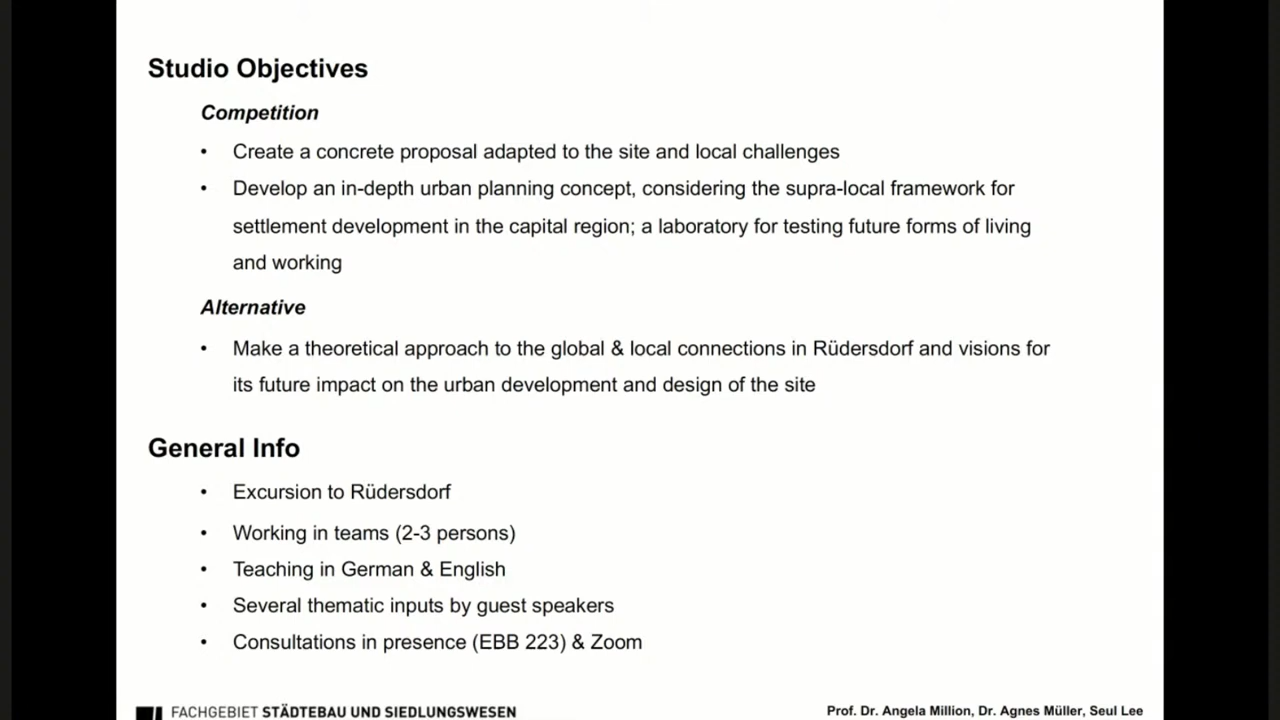 Studio Objectives
Competition
• Create a concrete proposal adapted to the site and local challenges
• Develop an in-depth urban planning concept, considering the supra-local framework for
settlement development in the capital region; a laboratory for testing future forms of living
and working
Alternative
• Make a theoretical approach to the global & local connections in Rüdersdorf and visions for
its future impact on the urban development and design of the site
General Info
• Excursion to Rüdersdorf
• Working in teams (2-3 persons)
• Teaching in German & English
• Several thematic inputs by guest speakers
• Consultations in presence (EBB 223) & Zoom
FACHGEBIET STÄDTEBAU UND SIEDLUNGSWESEN
Prof. Dr. Angela Million, Dr. Agnes Müller, Seul Lee